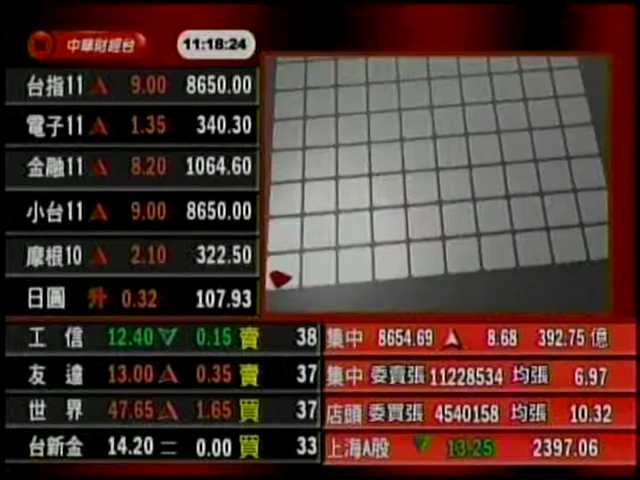 中華財經台 11:18:24
台指11 9.00 8650.00
電子11 1.35 340.30
金融11 8.20 1064.60
小台11 9.00 8650.00
摩根10 2.10 322.50
日圓 升 0.32 107.93
工信 12.40 0.15 賣 38
友達 13.00 0.35 賣 37
世界 47.65 1.65 買 37
台新金 14.20 0.00 買 33
集中 8654.69 8.68 392.75 億
集中 委賣張 11228534 均張 6.97
店頭 委買張 4540158 均張 10.32
上海A股 13.25 2397.06